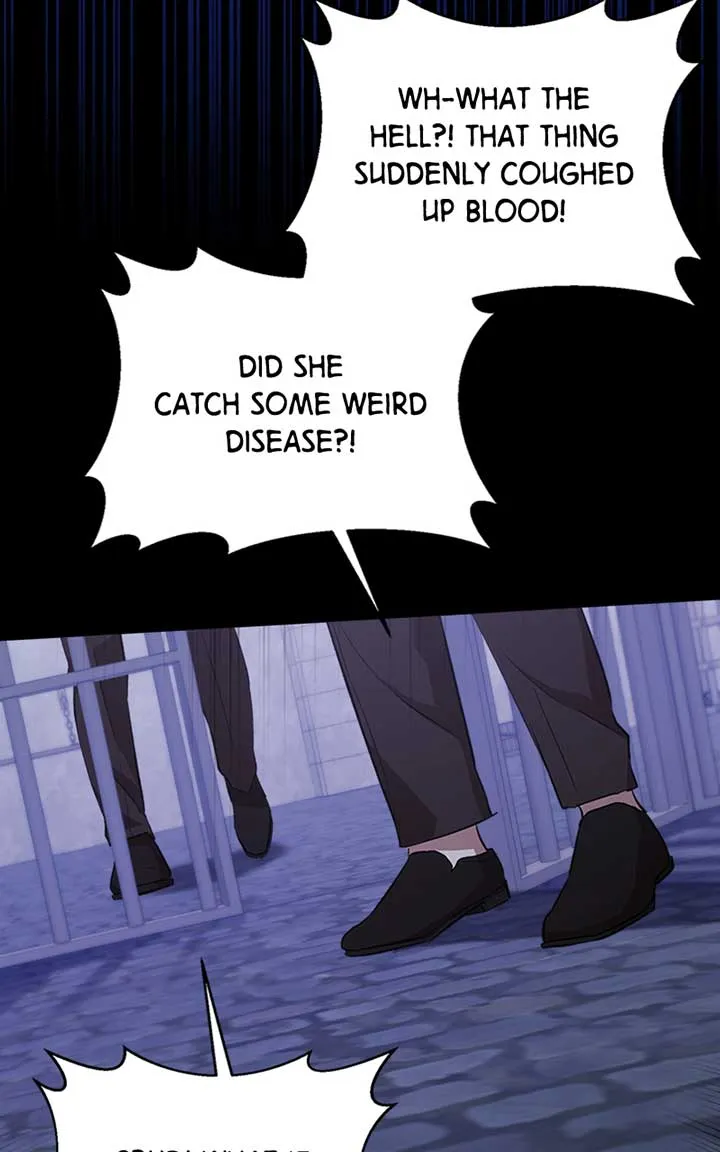 WH-WHAT THE
HELL?! THAT THING
SUDDENLY COUGHED
UP BLOOD!
DID SHE
CATCH SOME WEIRD
DISEASE?!